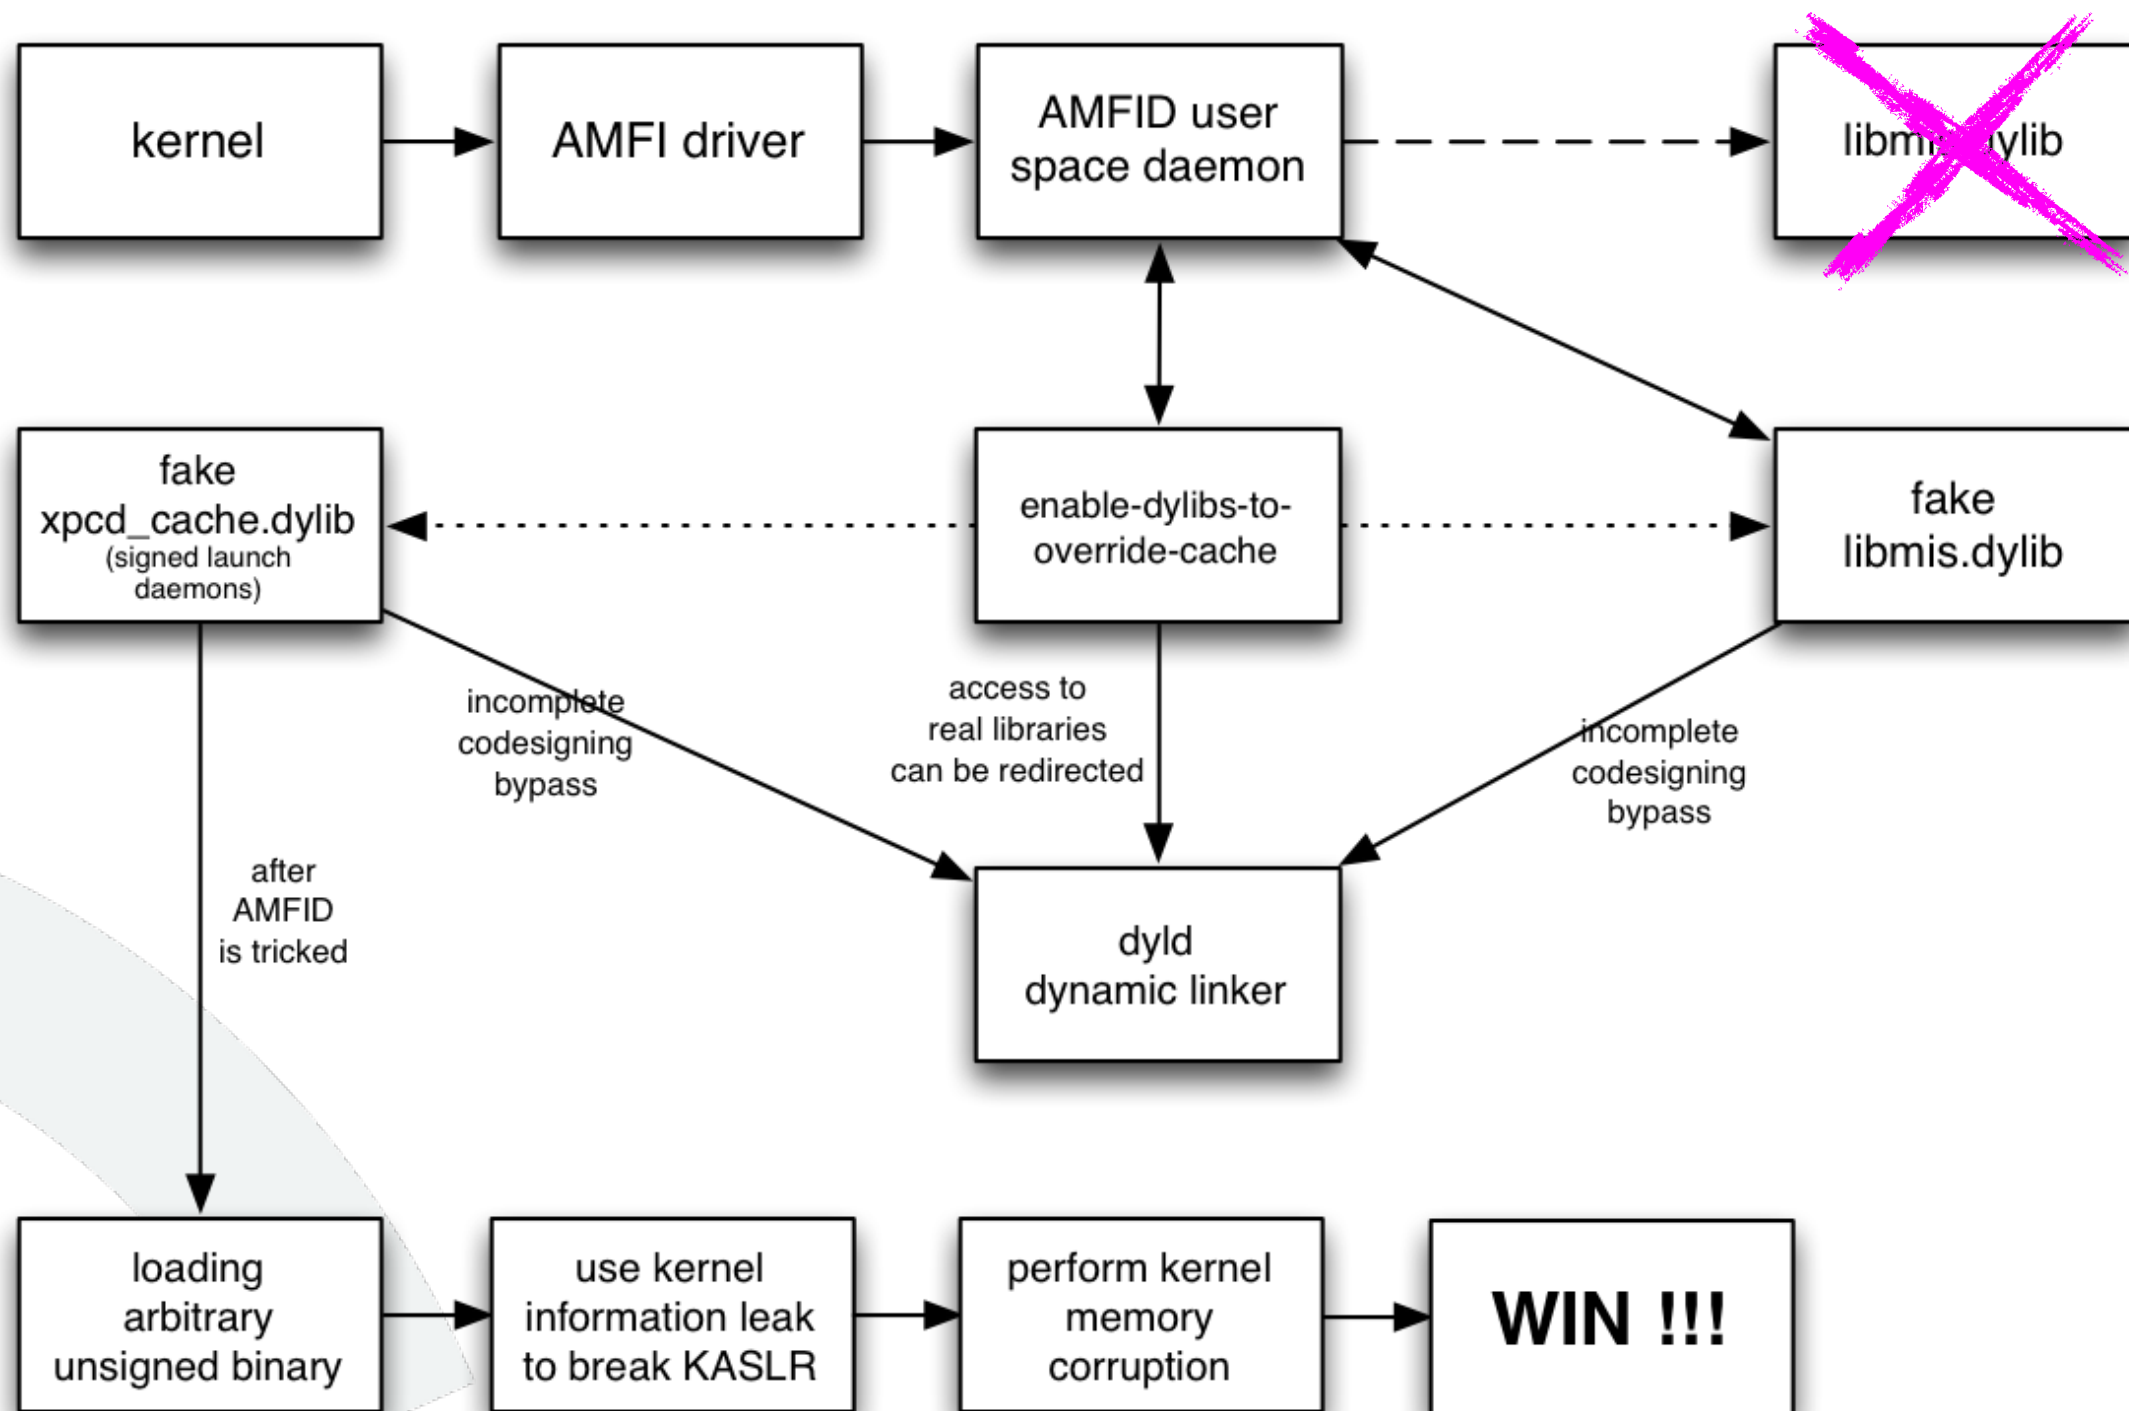 kernel
AMFI driver
AMFID user
space daemon
fake
xpcd_cache.dylib
(signed launch
daemons)
enable-dylibs-to-
override-cache
fake
libmis.dylib
incomplete
codesigning
bypass
access to
real libraries
can be redirected
incomplete
codesigning
bypass
after
AMFID
is tricked
dyld
dynamic linker
loading
arbitrary
unsigned binary
use kernel
information leak
to break KASLR
perform kernel
memory
corruption
WIN !!!